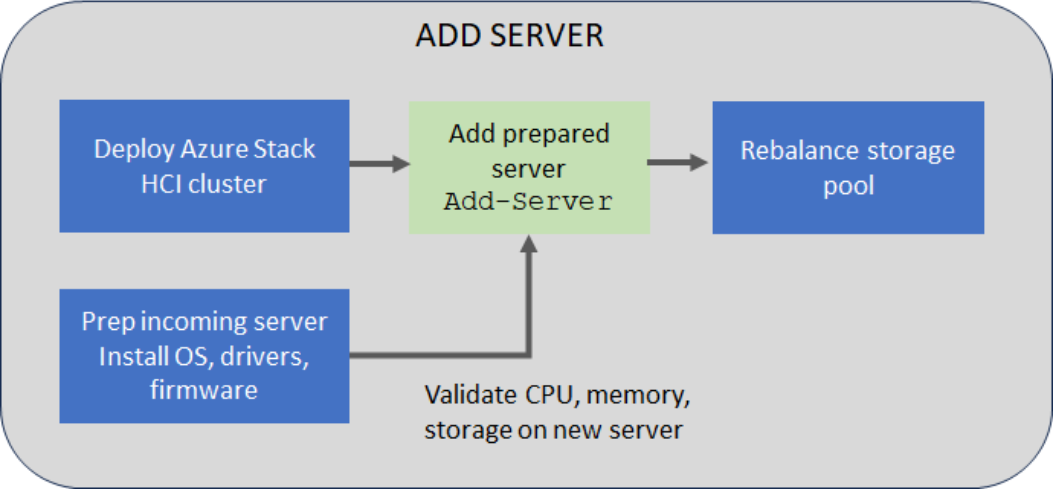 ADD SERVER
Deploy Azure Stack
HCI cluster
Add prepared
server
Add-Server
Rebalance storage
pool
Prep incoming server
Install OS, drivers,
firmware
Validate CPU, memory,
storage on new server